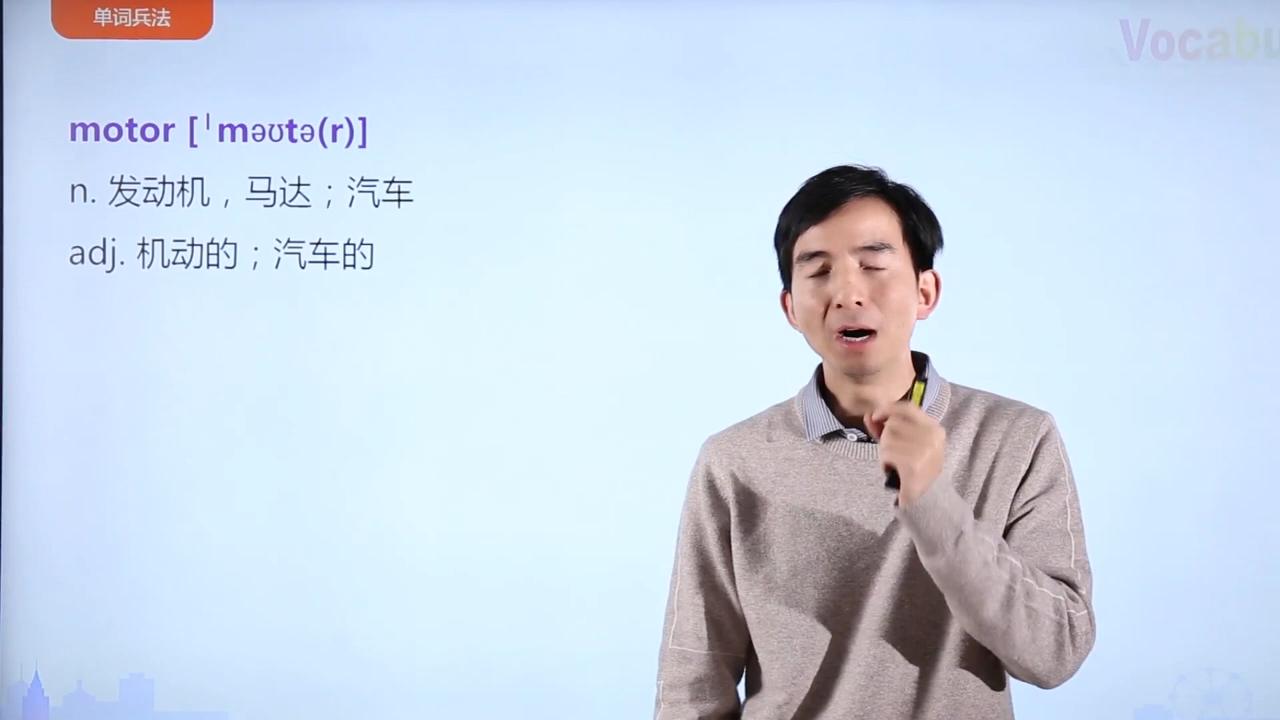 单词兵法
Vocabu
motor [ˈməʊtə(r)]
n. 发动机，马达；汽车
adj. 机动的；汽车的